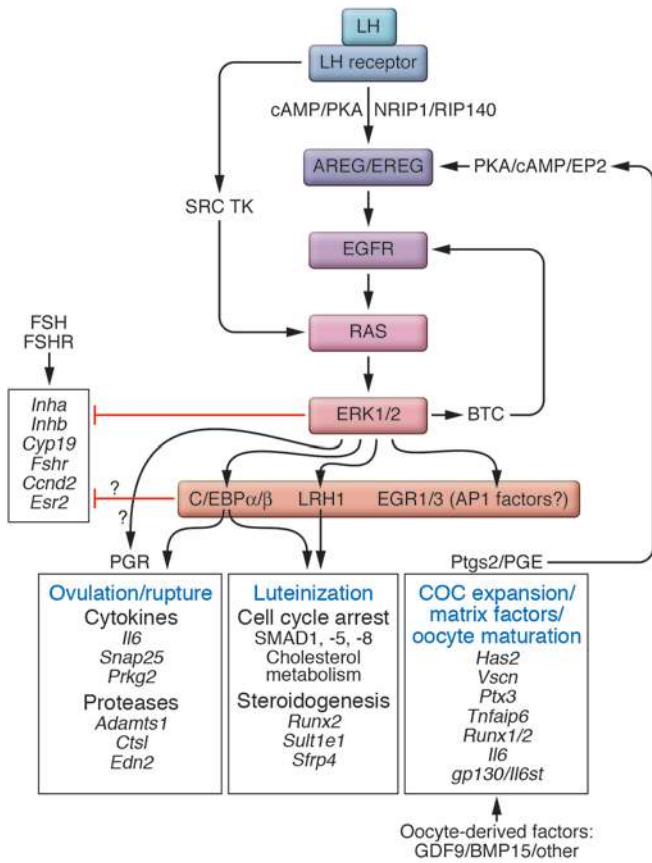 LH
LH receptor
cAMP/PKA NRIP1/RIP140
AREG/EREG
PKA/cAMP/EP2
SRC TK
EGFR
RAS
FSH
FSHR
ERK1/2
BTC
Inha
Inhb
Cyp19
Fshr
Ccnd2
Esr2
?
?
C/EBPα/β LRH1 EGR1/3 (AP1 factors?)
PGR
Ptgs2/PGE
Ovulation/rupture
Cytokines
Il6
Snap25
Prkg2
Proteases
Adamts1
Ctsl
Edn2
Luteinization
Cell cycle arrest
SMAD1, -5, -8
Cholesterol
metabolism
Steroidogenesis
Runx2
Sult1e1
Sfrp4
COC expansion/
matrix factors/
oocyte maturation
Has2
Vscn
Ptx3
Tnfaip6
Runx1/2
Il6
gp130/Il6st
Oocyte-derived factors:
GDF9/BMP15/other